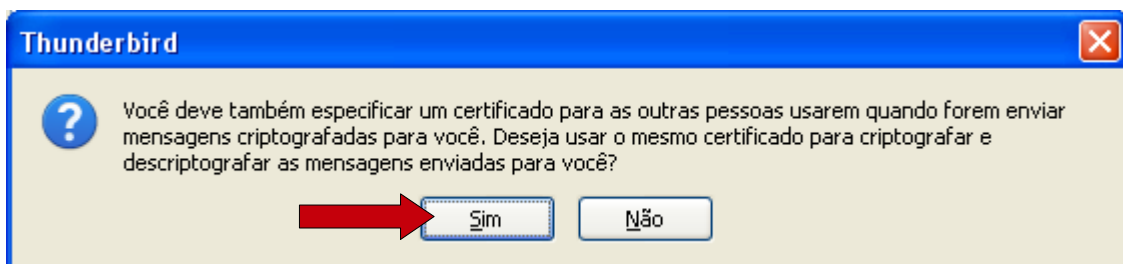 Thunderbird
Você deve também especificar um certificado para as outras pessoas usarem quando forem enviar
mensagens criptografadas para você. Deseja usar o mesmo certificado para criptografar e
descriptografar as mensagens enviadas para você?
Sim
Não